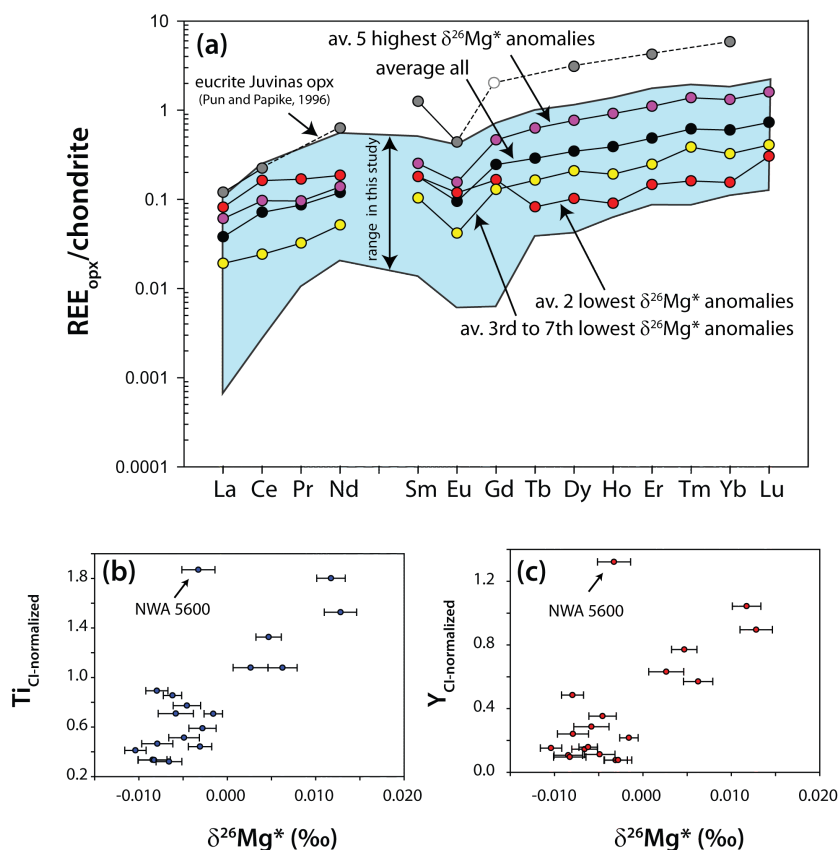 (a)
av. 5 highest δ²⁶Mg* anomalies
average all
eucrite Juvinas opx
(Pun and Papike, 1996)
range in this study
av. 2 lowest δ²⁶Mg* anomalies
av. 3rd to 7th lowest δ²⁶Mg* anomalies
REEopx/chondrite
10
1
0.1
0.01
0.001
0.0001
La Ce Pr Nd Sm Eu Gd Tb Dy Ho Er Tm Yb Lu
(b)
NWA 5600
TiCI-normalized
1.8
1.4
1.0
0.6
0.2
-0.010 0.000 0.010 0.020
δ²⁶Mg* (‰)
(c)
NWA 5600
YCI-normalized
1.2
0.8
0.4
0.0
-0.010 0.000 0.010 0.020
δ²⁶Mg* (‰)